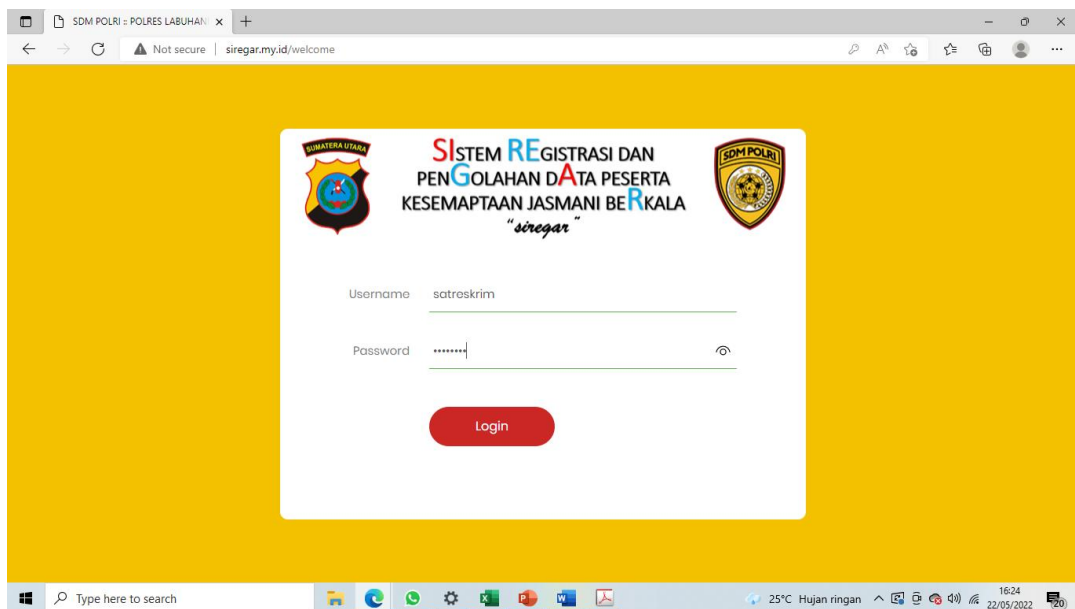 SDM POLRI :: POLRES LABUHAN
Not secure | siregar.my.id/welcome
SUMATERA UTARA
SISTEM REGISTRASI DAN
PENGOLAHAN DATA PESERTA
KESEMAPTAAN JASMANI BERKALA
"siregar"
SDM POLRI
Username satreskrim
Password ••••••••
Login
Type here to search
25°C Hujan ringan
16:24
22/05/2022
20